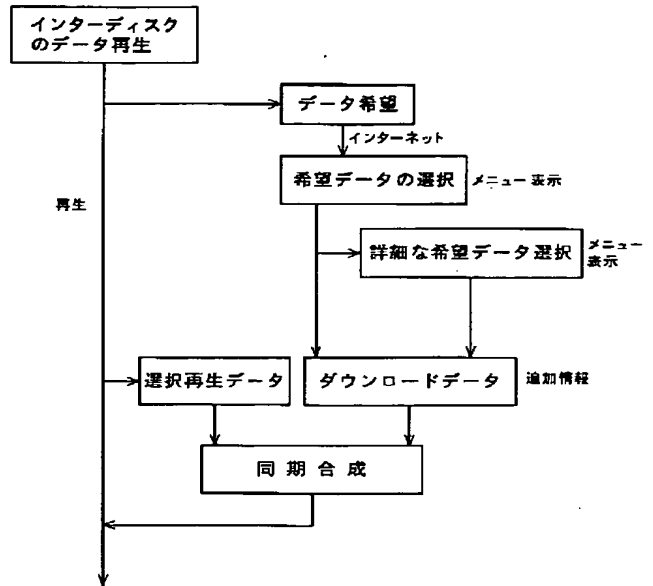 インターディスク
のデータ再生
データ希望
インターネット
希望データの選択
メニュー表示
再生
詳細な希望データ選択
メニュー
表示
選択再生データ
ダウンロードデータ
追加情報
同期合成